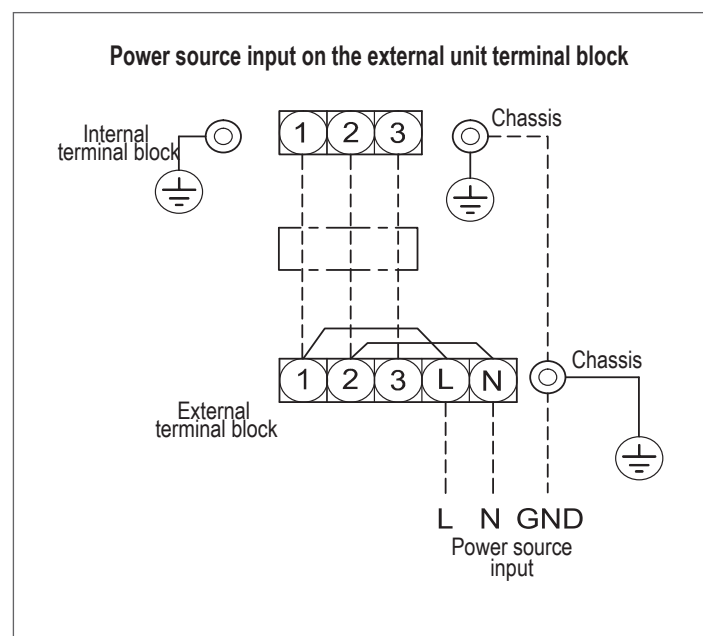 Power source input on the external unit terminal block
Internal
terminal block
1 2 3
Chassis
1 2 3 L N
Chassis
External
terminal block
L N GND
Power source
input